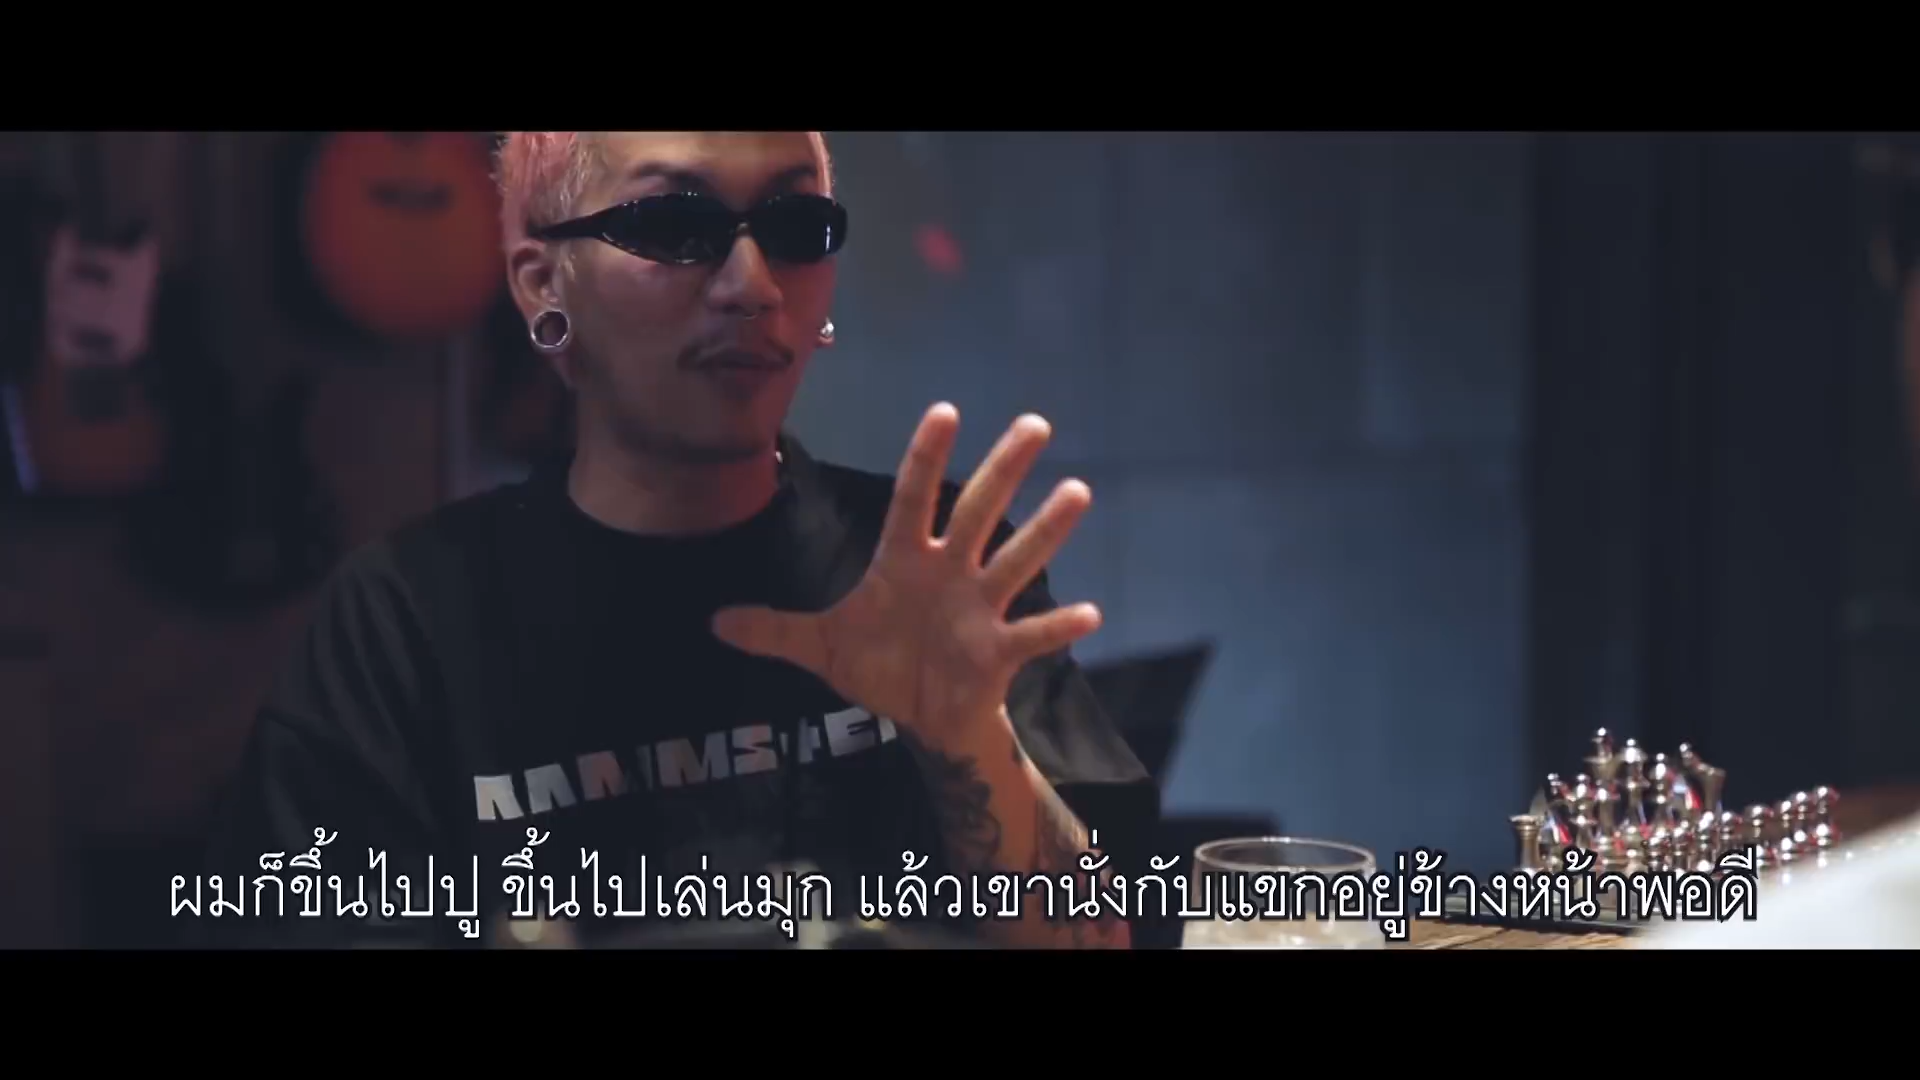 RAMMSTEIN
ผมก็ขึ้นไปปู ขึ้นไปเล่นมุก แล้วเขานั่งกับแขกอยู่ข้างหน้าพอดี